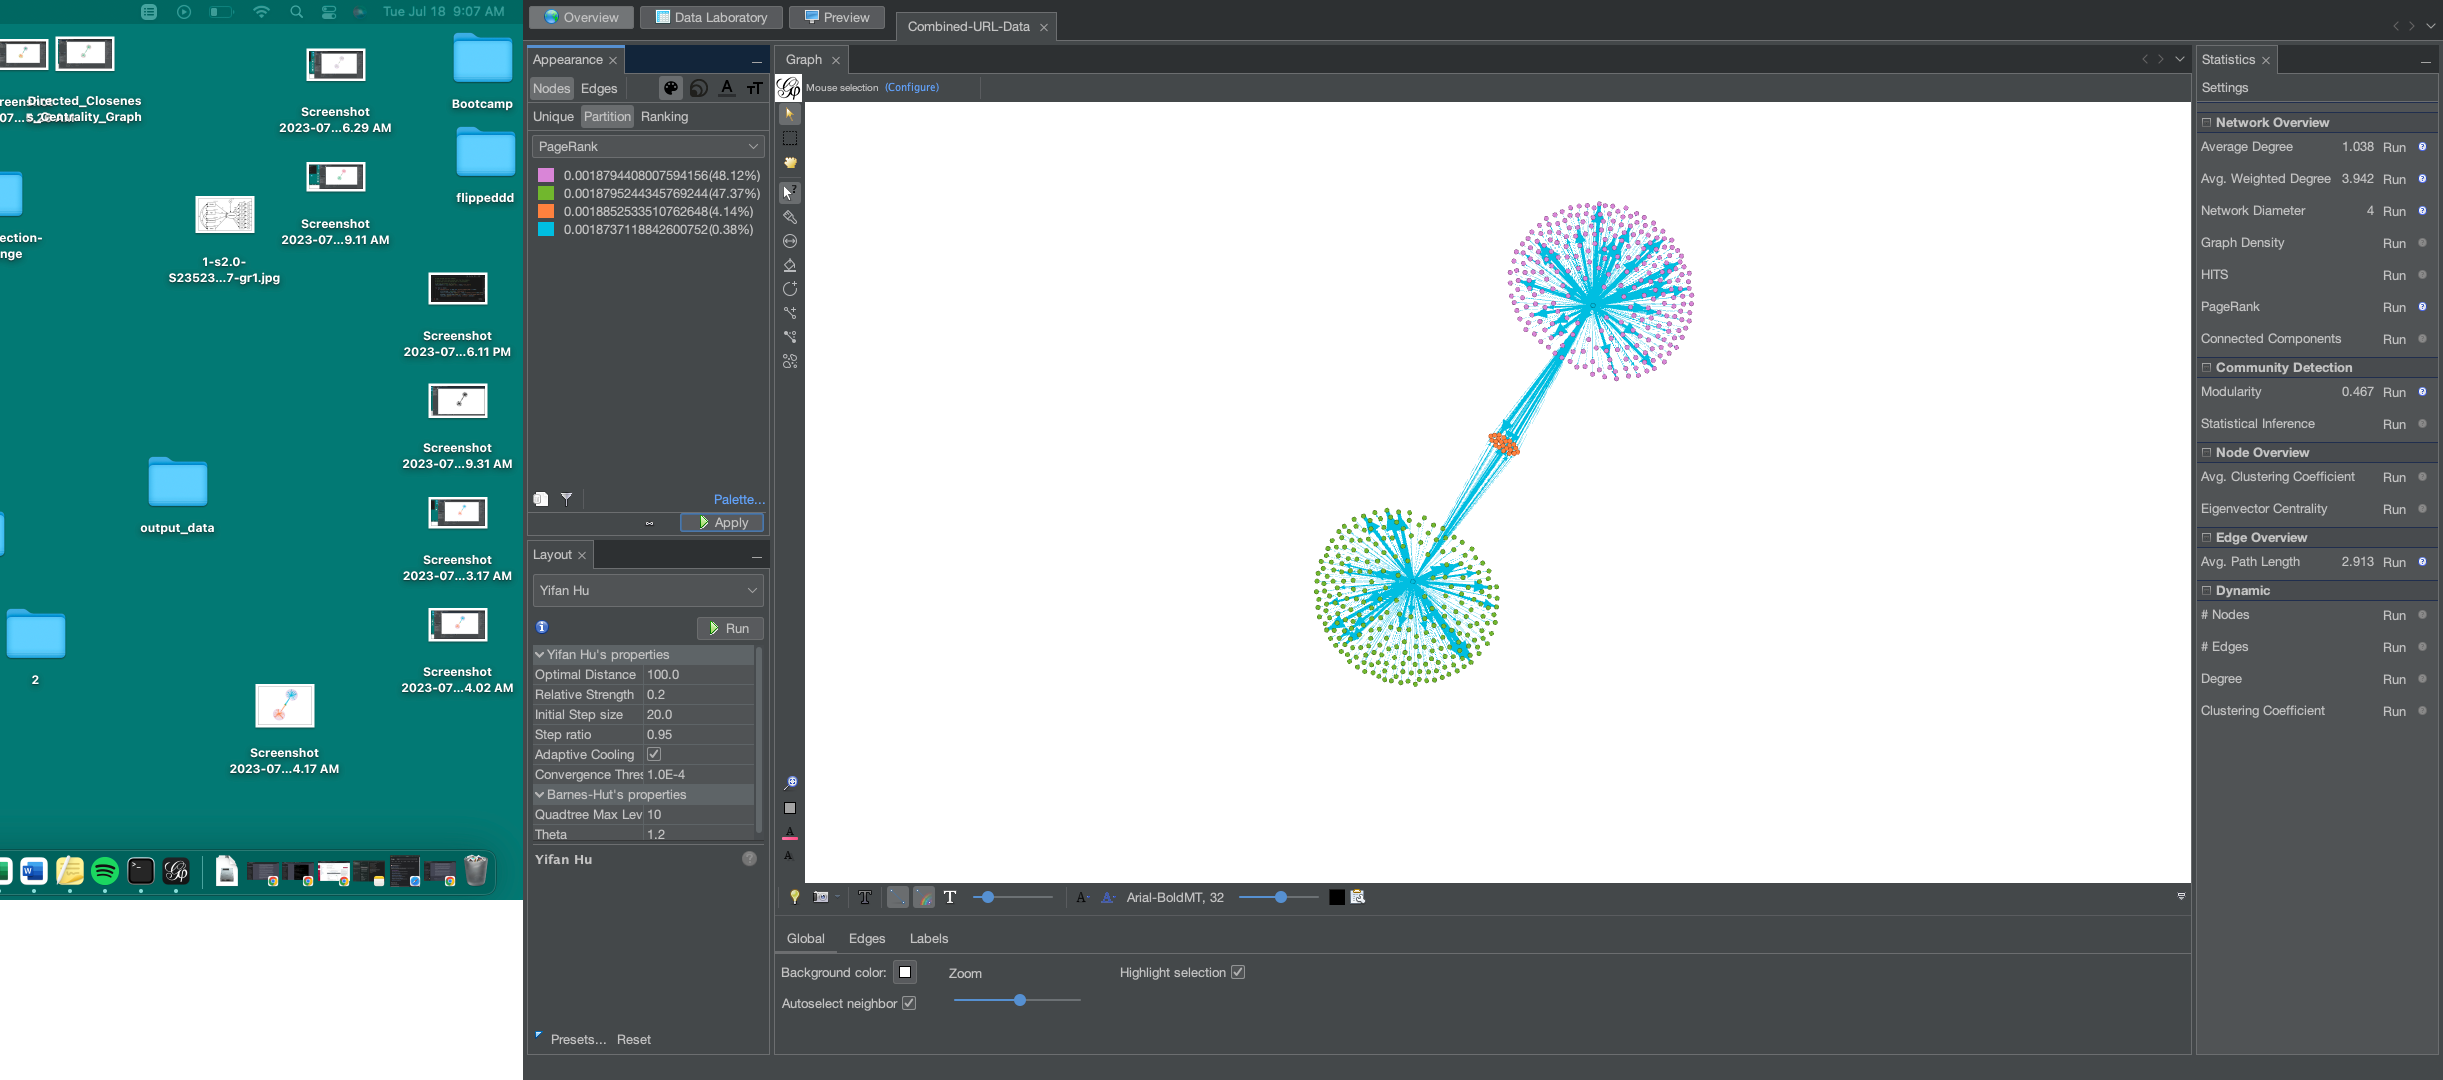 Tue Jul 18 9:07 AM
Directed_Closenes
s_Centrality_Graph
Screenshot
2023-07...6.29 AM
Bootcamp
Screenshot
2023-07...9.11 AM
flippeddd
ection-
nge
1-s2.0-
S23523...7-gr1.jpg
Screenshot
2023-07...6.11 PM
Screenshot
2023-07...9.31 AM
output_data
Screenshot
2023-07...3.17 AM
2
Screenshot
2023-07...4.02 AM
Screenshot
2023-07...4.17 AM
Overview
Data Laboratory
Preview
Combined-URL-Data
Appearance
Nodes Edges
Unique Partition Ranking
PageRank
0.0018794408007594156(48.12%)
0.0018795244345769244(47.37%)
0.0018852533510762648(4.14%)
0.0018737118842600752(0.38%)
Palette...
Apply
Layout
Yifan Hu
Run
Yifan Hu's properties
Optimal Distance 100.0
Relative Strength 0.2
Initial Step size 20.0
Step ratio 0.95
Adaptive Cooling
Convergence Thres 1.0E-4
Barnes-Hut's properties
Quadtree Max Lev 10
Theta 1.2
Yifan Hu
Presets... Reset
Graph
Mouse selection (Configure)
Arial-BoldMT, 32
Global Edges Labels
Background color:
Zoom
Highlight selection
Autoselect neighbor
Statistics
Settings
Network Overview
Average Degree 1.038 Run
Avg. Weighted Degree 3.942 Run
Network Diameter 4 Run
Graph Density Run
HITS Run
PageRank Run
Connected Components Run
Community Detection
Modularity 0.467 Run
Statistical Inference Run
Node Overview
Avg. Clustering Coefficient Run
Eigenvector Centrality Run
Edge Overview
Avg. Path Length 2.913 Run
Dynamic
# Nodes Run
# Edges Run
Degree Run
Clustering Coefficient Run